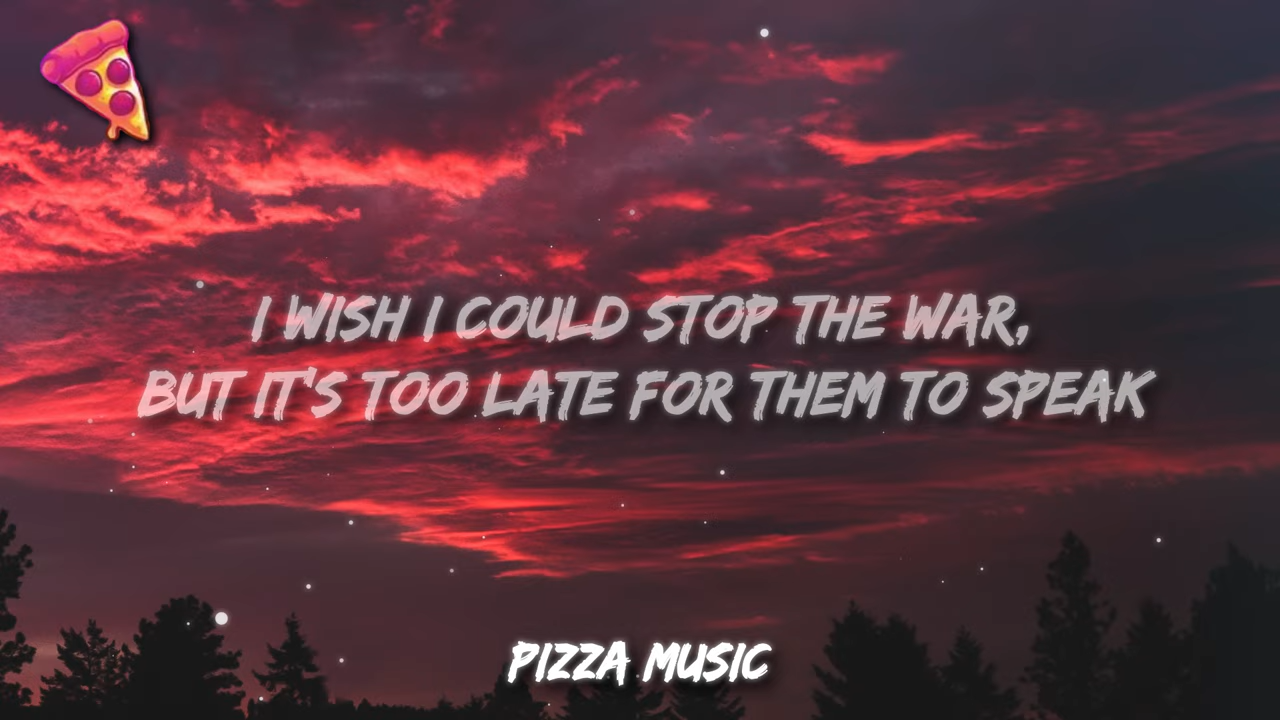 I WISH I COULD STOP THE WAR,
BUT IT'S TOO LATE FOR THEM TO SPEAK
PIZZA MUSIC